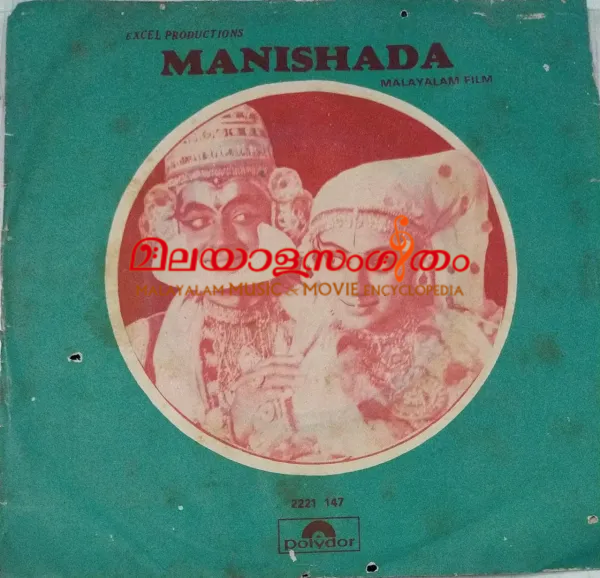 EXCEL PRODUCTIONS
MANISHADA
MALAYALAM FILM
മലയാളസംഗീതം
MALAYALAM MUSIC & MOVIE ENCYCLOPEDIA
2221 147
polydor